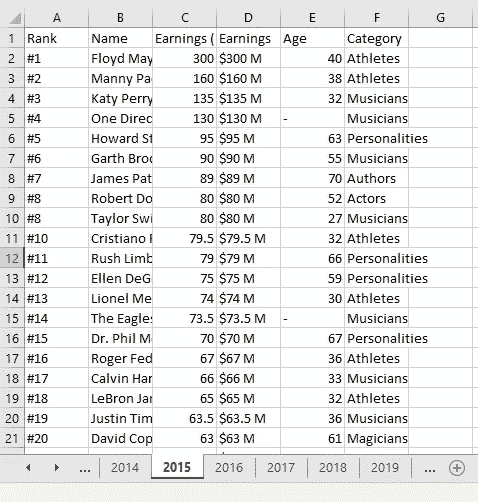 A B C D E F G
1 Rank Name Earnings ( Earnings Age Category
2 #1 Floyd May 300 $300 M 40 Athletes
3 #2 Manny Pa 160 $160 M 38 Athletes
4 #3 Katy Perry 135 $135 M 32 Musicians
5 #4 One Direc 130 $130 M - Musicians
6 #5 Howard St 95 $95 M 63 Personalities
7 #6 Garth Broo 90 $90 M 55 Musicians
8 #7 James Pat 89 $89 M 70 Authors
9 #8 Robert Do 80 $80 M 52 Actors
10 #8 Taylor Swi 80 $80 M 27 Musicians
11 #10 Cristiano R 79.5 $79.5 M 32 Athletes
12 #11 Rush Limb 79 $79 M 66 Personalities
13 #12 Ellen DeG 75 $75 M 59 Personalities
14 #13 Lionel Me 74 $74 M 30 Athletes
15 #14 The Eagles 73.5 $73.5 M - Musicians
16 #15 Dr. Phil M 70 $70 M 67 Personalities
17 #16 Roger Fed 67 $67 M 36 Athletes
18 #17 Calvin Har 66 $66 M 33 Musicians
19 #18 LeBron Jar 65 $65 M 32 Athletes
20 #19 Justin Tim 63.5 $63.5 M 36 Musicians
21 #20 David Cop 63 $63 M 61 Magicians
... 2014 2015 2016 2017 2018 2019 ...